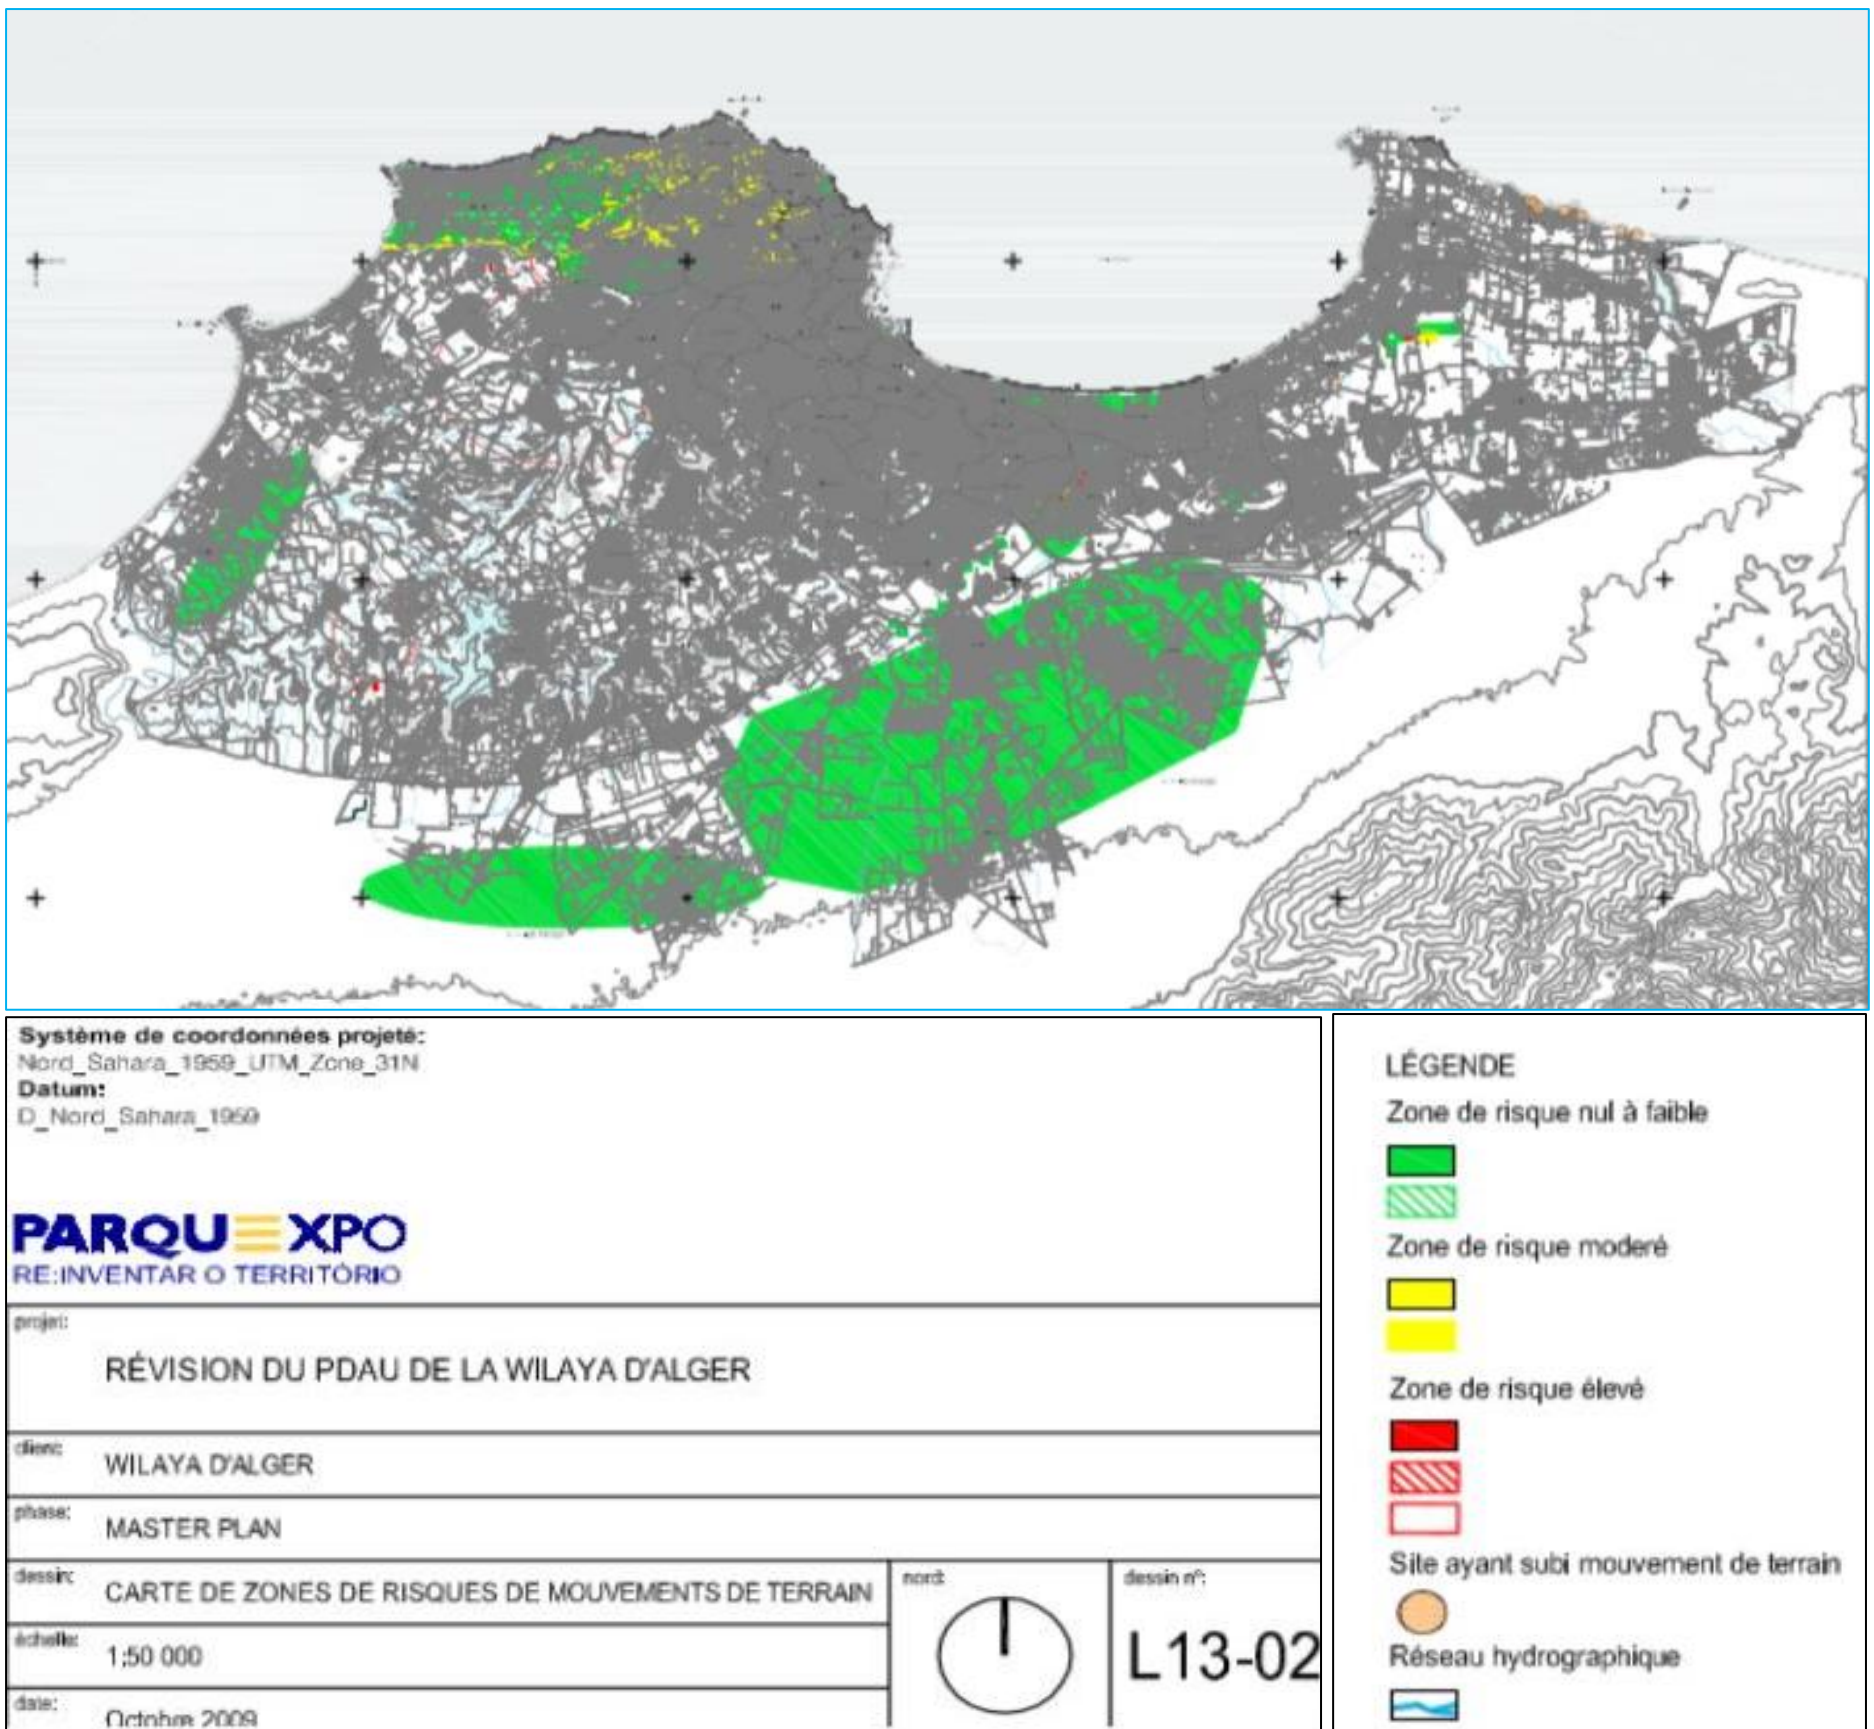 Système de coordonnées projeté:
Nord_Sahara_1959_UTM_Zone_31N
Datum:
D_Nord_Sahara_1959
PARQUEXPO
RE:INVENTAR O TERRITÓRIO
projet:
RÉVISION DU PDAU DE LA WILAYA D'ALGER
client:
WILAYA D'ALGER
phase:
MASTER PLAN
dessin:
CARTE DE ZONES DE RISQUES DE MOUVEMENTS DE TERRAIN
échelle:
1:50 000
date:
Octobre 2009
nord:
dessin nº:
L13-02
LÉGENDE
Zone de risque nul à faible
Zone de risque moderé
Zone de risque élevé
Site ayant subi mouvement de terrain
Réseau hydrographique